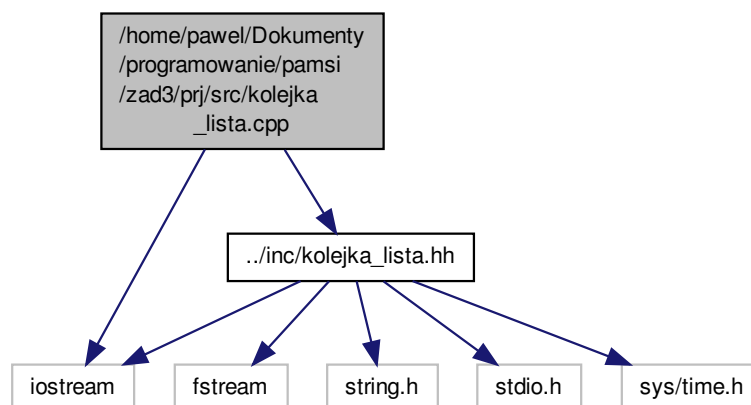 /home/pawel/Dokumenty
/programowanie/pamsi
/zad3/prj/src/kolejka
_lista.cpp
../inc/kolejka_lista.hh
iostream
fstream
string.h
stdio.h
sys/time.h